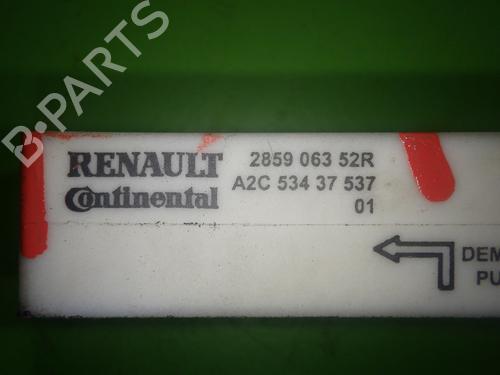 B-PARTS
RENAULT
Continental
2859 063 52R
A2C 534 37 537
01
DEM
PU